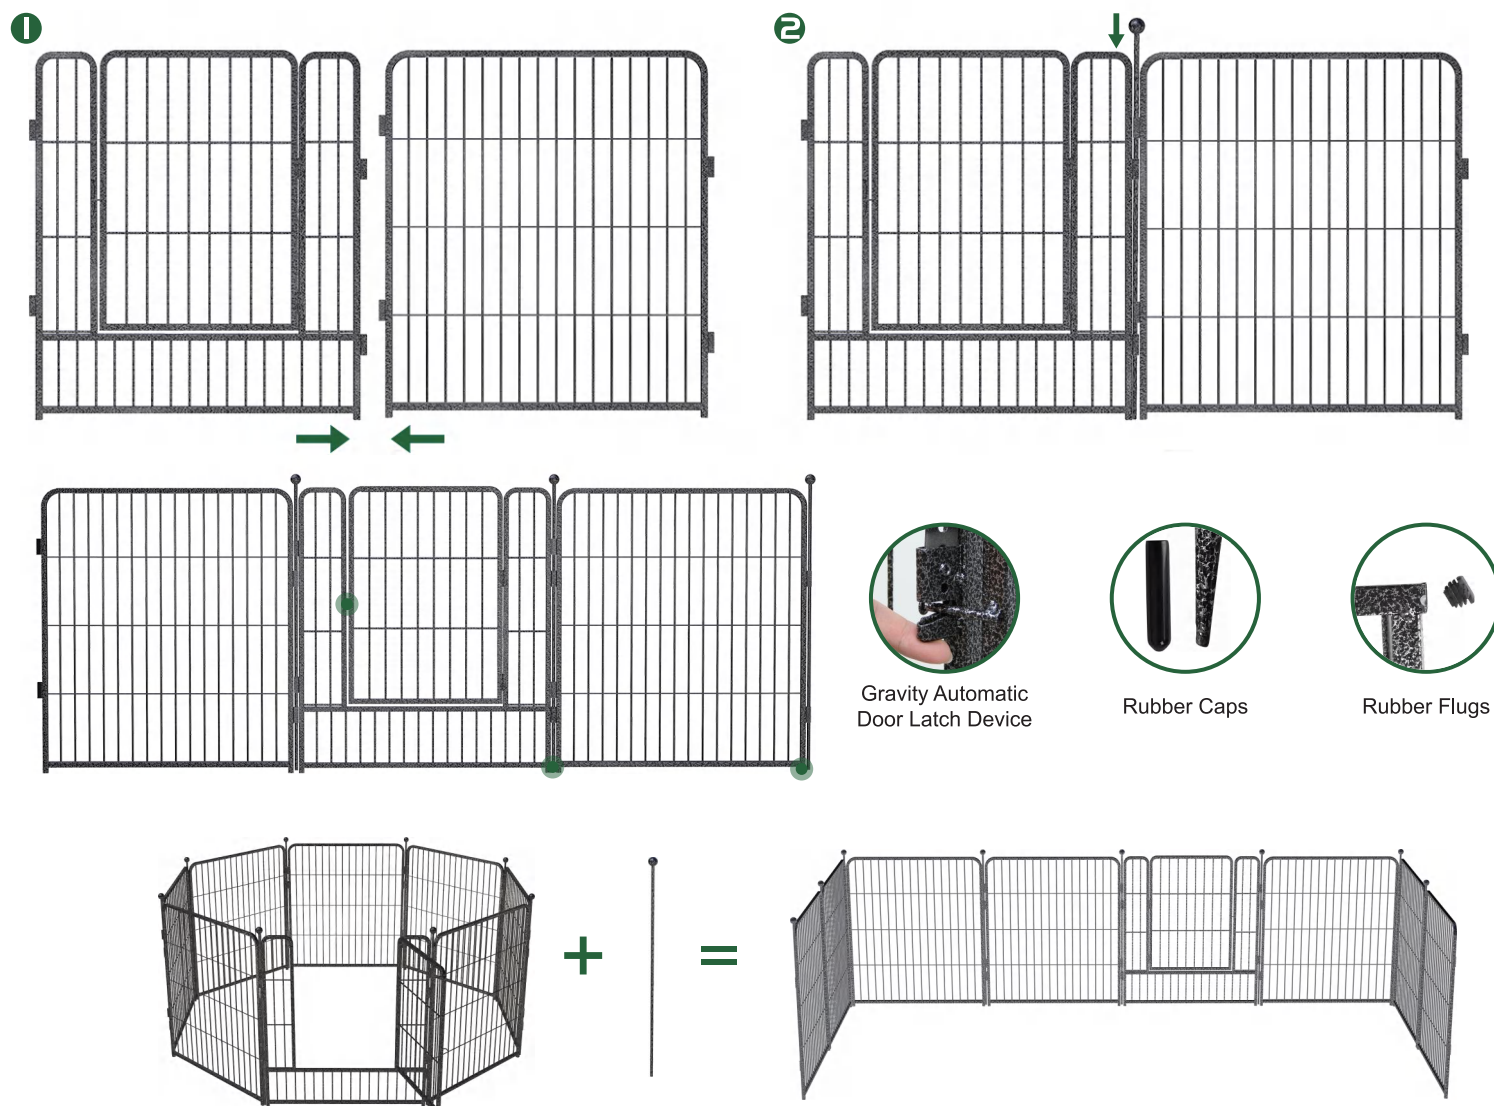 1
2
Gravity Automatic
Door Latch Device
Rubber Caps
Rubber Flugs
+
=